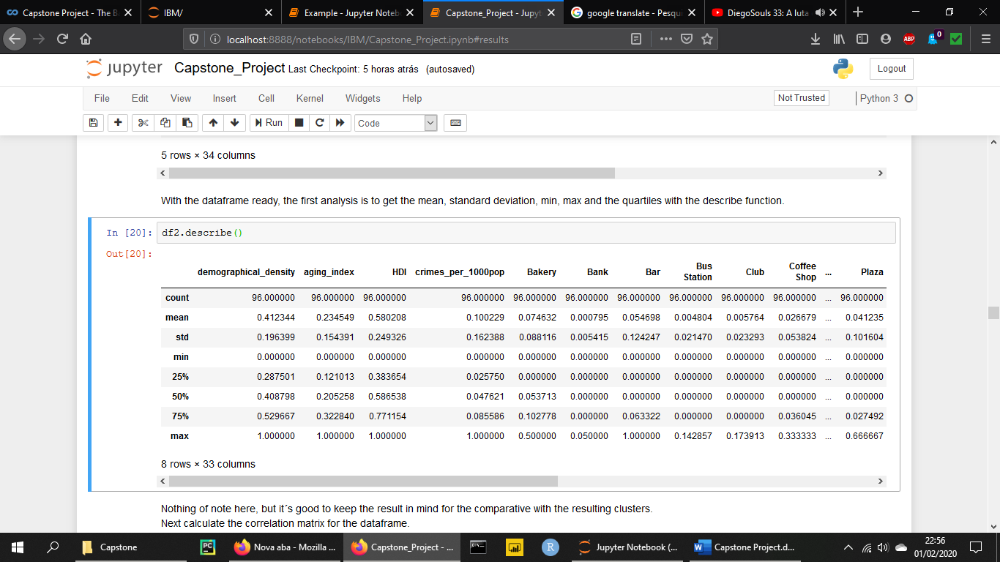 Capstone Project - The Ba
IBM/
Example - Jupyter Noteb
Capstone_Project - Jupyt
google translate - Pesqui
DiegoSouls 33: A luta
localhost:8888/notebooks/IBM/Capstone_Project.ipynb#results
ABP
0
jupyter Capstone_Project Last Checkpoint: 5 horas atrás (autosaved)
Logout
File Edit View Insert Cell Kernel Widgets Help
Not Trusted
Python 3
Run
Code
5 rows × 34 columns
With the dataframe ready, the first analysis is to get the mean, standard deviation, min, max and the quartiles with the describe function.
In [20]: df2.describe()
Out[20]:
demographical_density aging_index HDI crimes_per_1000pop Bakery Bank Bar Bus Station Club Coffee Shop ... Plaza
count 96.000000 96.000000 96.000000 96.000000 96.000000 96.000000 96.000000 96.000000 96.000000 96.000000 ... 96.000000
mean 0.412344 0.234549 0.580208 0.100229 0.074632 0.000795 0.054698 0.004804 0.005764 0.026679 ... 0.041235
std 0.196399 0.154391 0.249326 0.162388 0.088116 0.005415 0.124247 0.021470 0.023293 0.053824 ... 0.101604
min 0.000000 0.000000 0.000000 0.000000 0.000000 0.000000 0.000000 0.000000 0.000000 0.000000 ... 0.000000
25% 0.287501 0.121013 0.383654 0.025750 0.000000 0.000000 0.000000 0.000000 0.000000 0.000000 ... 0.000000
50% 0.408798 0.205258 0.586538 0.047621 0.053713 0.000000 0.000000 0.000000 0.000000 0.000000 ... 0.000000
75% 0.529667 0.322840 0.771154 0.085586 0.102778 0.000000 0.063322 0.000000 0.000000 0.036045 ... 0.027492
max 1.000000 1.000000 1.000000 1.000000 0.500000 0.050000 1.000000 0.142857 0.173913 0.333333 ... 0.666667
8 rows × 33 columns
Nothing of note here, but it´s good to keep the result in mind for the comparative with the resulting clusters.
Next calculate the correlation matrix for the dataframe.
Capstone
PC
Nova aba - Mozilla ...
Capstone_Project - ...
R
Jupyter Notebook (...
W
Capstone Project.d...
22:56
01/02/2020